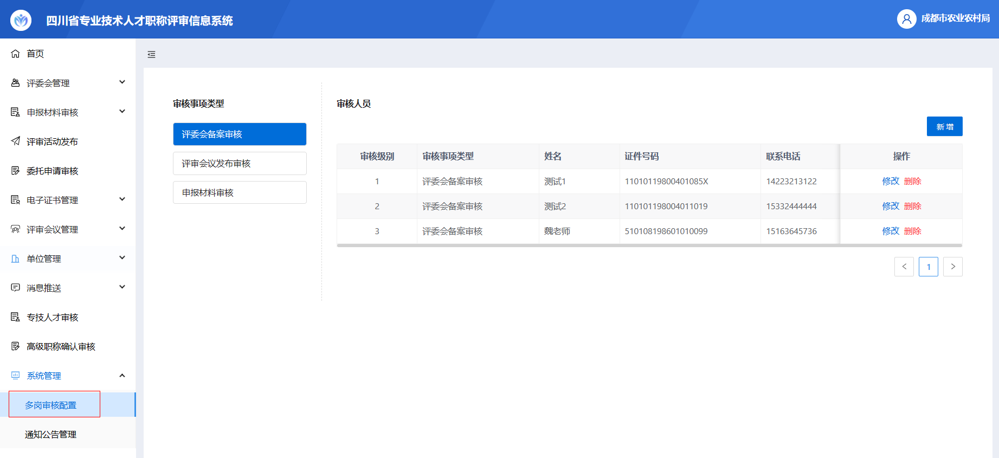 四川省专业技术人才职称评审信息系统
成都市农业农村局
首页
评委会管理
申报材料审核
评审活动发布
委托申请审核
电子证书管理
评审会议管理
单位管理
消息推送
专技人才审核
高级职称确认审核
系统管理
多岗审核配置
通知公告管理
审核事项类型
评委会备案审核
评审会议发布审核
申报材料审核
审核人员
新增
审核级别 审核事项类型 姓名 证件号码 联系电话 操作
1 评委会备案审核 测试1 11010119800401085X 14223213122 修改 删除
2 评委会备案审核 测试2 110101198004011019 15332444444 修改 删除
3 评委会备案审核 魏老师 510108198601010099 15163645736 修改 删除
< 1 >